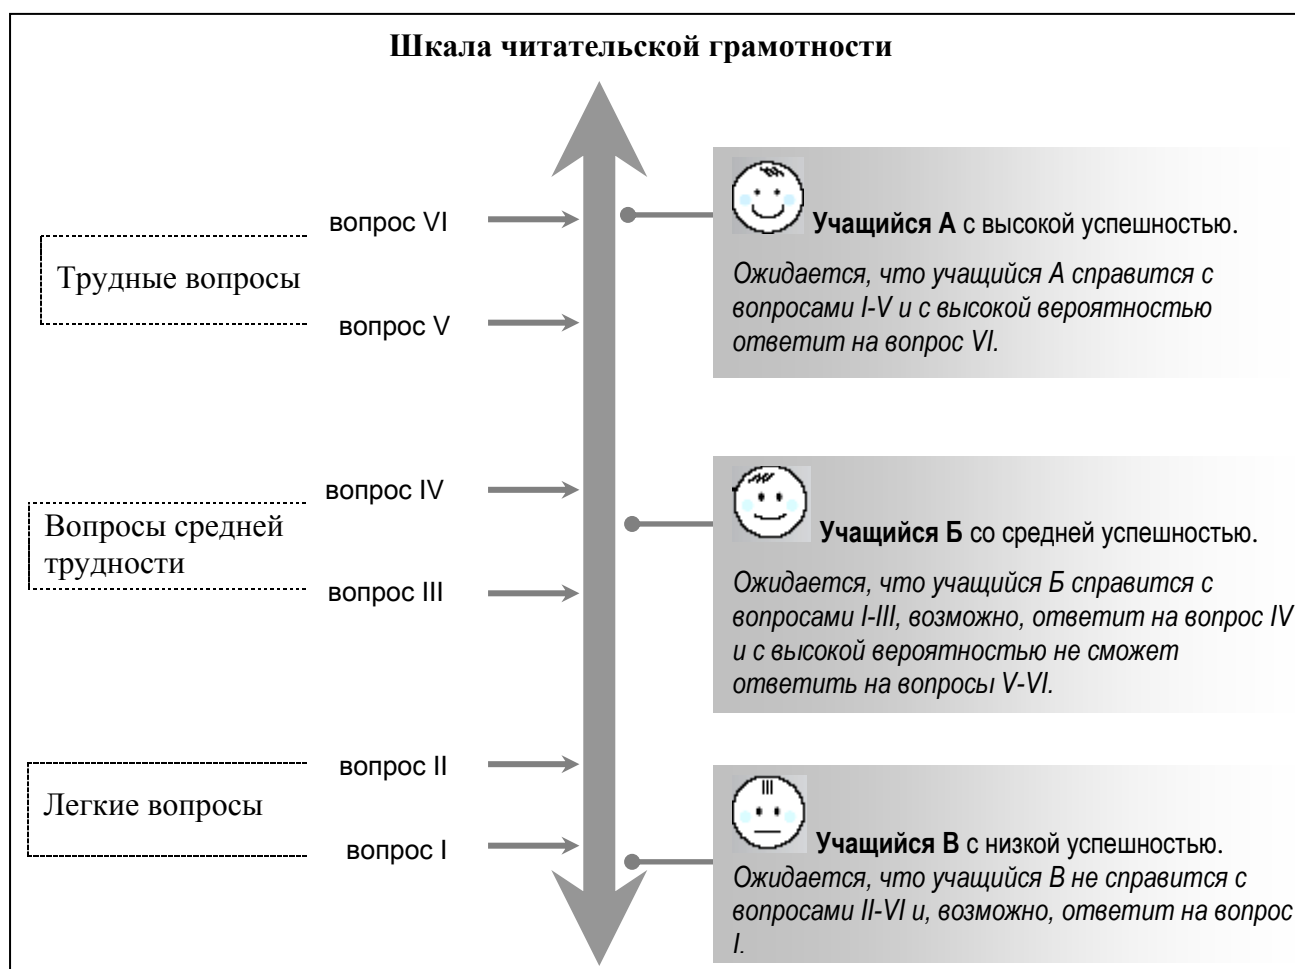 Шкала читательской грамотности
вопрос VI
Трудные вопросы
вопрос V
Учащийся А с высокой успешностью.
Ожидается, что учащийся А справится с
вопросами I-V и с высокой вероятностью
ответит на вопрос VI.
вопрос IV
Вопросы средней
трудности
вопрос III
Учащийся Б со средней успешностью.
Ожидается, что учащийся Б справится с
вопросами I-III, возможно, ответит на вопрос IV
и с высокой вероятностью не сможет
ответить на вопросы V-VI.
вопрос II
Легкие вопросы
вопрос I
Учащийся В с низкой успешностью.
Ожидается, что учащийся В не справится с
вопросами II-VI и, возможно, ответит на вопрос
I.